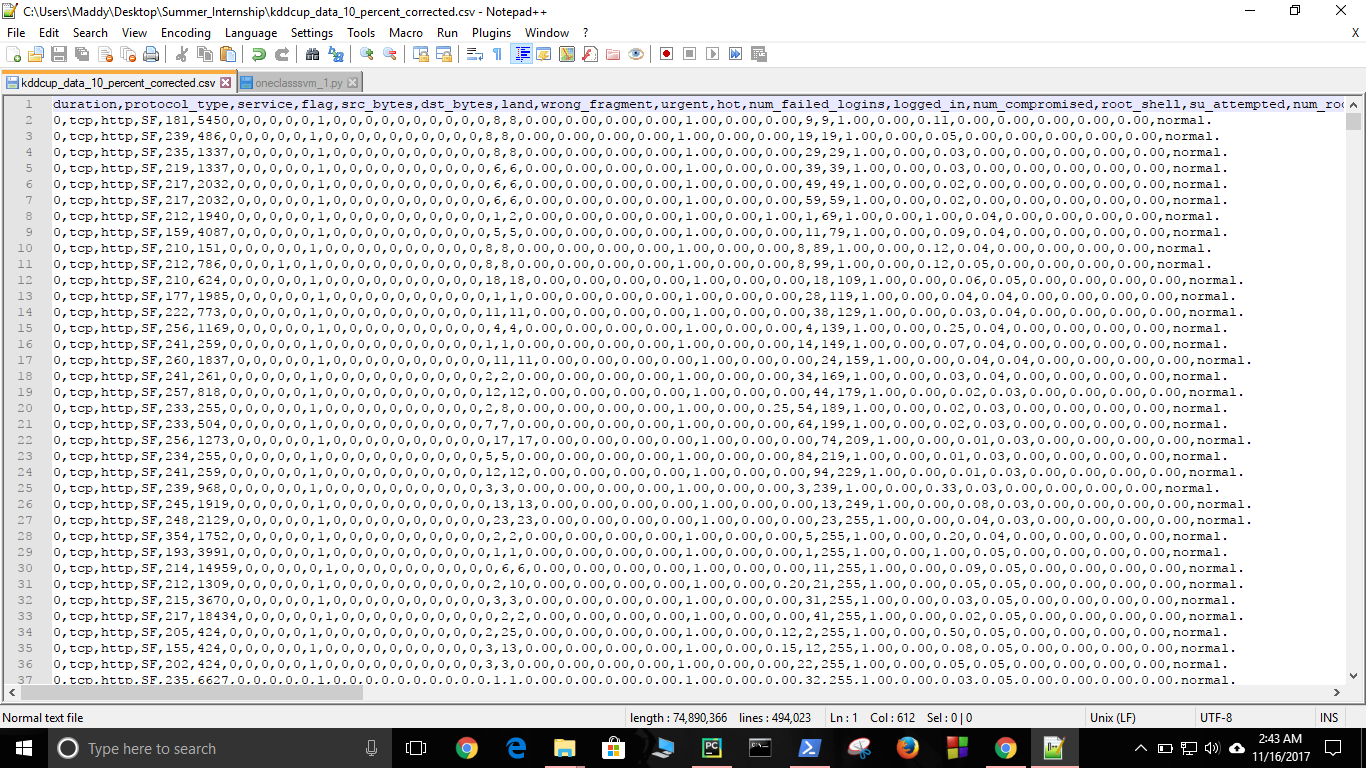 C:\Users\Maddy\Desktop\Summer_Internship\kddcup_data_10_percent_corrected.csv - Notepad++
File Edit Search View Encoding Language Settings Tools Macro Run Plugins Window ? X
kddcup_data_10_percent_corrected.csv oneclasssvm_1.py
1 duration,protocol_type,service,flag,src_bytes,dst_bytes,land,wrong_fragment,urgent,hot,num_failed_logins,logged_in,num_compromised,root_shell,su_attempted,num_roo
2 0,tcp,http,SF,181,5450,0,0,0,0,0,1,0,0,0,0,0,0,0,0,0,0,8,8,0.00,0.00,0.00,0.00,1.00,0.00,0.00,9,9,1.00,0.00,0.11,0.00,0.00,0.00,0.00,0.00,normal.
3 0,tcp,http,SF,239,486,0,0,0,0,0,1,0,0,0,0,0,0,0,0,0,0,8,8,0.00,0.00,0.00,0.00,1.00,0.00,0.00,19,19,1.00,0.00,0.05,0.00,0.00,0.00,0.00,0.00,normal.
4 0,tcp,http,SF,235,1337,0,0,0,0,0,1,0,0,0,0,0,0,0,0,0,0,8,8,0.00,0.00,0.00,0.00,1.00,0.00,0.00,29,29,1.00,0.00,0.03,0.00,0.00,0.00,0.00,0.00,normal.
5 0,tcp,http,SF,219,1337,0,0,0,0,0,1,0,0,0,0,0,0,0,0,0,0,6,6,0.00,0.00,0.00,0.00,1.00,0.00,0.00,39,39,1.00,0.00,0.03,0.00,0.00,0.00,0.00,0.00,normal.
6 0,tcp,http,SF,217,2032,0,0,0,0,0,1,0,0,0,0,0,0,0,0,0,0,6,6,0.00,0.00,0.00,0.00,1.00,0.00,0.00,49,49,1.00,0.00,0.02,0.00,0.00,0.00,0.00,0.00,normal.
7 0,tcp,http,SF,217,2032,0,0,0,0,0,1,0,0,0,0,0,0,0,0,0,0,6,6,0.00,0.00,0.00,0.00,1.00,0.00,0.00,59,59,1.00,0.00,0.02,0.00,0.00,0.00,0.00,0.00,normal.
8 0,tcp,http,SF,212,1940,0,0,0,0,0,1,0,0,0,0,0,0,0,0,0,0,1,2,0.00,0.00,0.00,0.00,1.00,0.00,1.00,1,69,1.00,0.00,1.00,0.04,0.00,0.00,0.00,0.00,normal.
9 0,tcp,http,SF,159,4087,0,0,0,0,0,1,0,0,0,0,0,0,0,0,0,0,5,5,0.00,0.00,0.00,0.00,1.00,0.00,0.00,11,79,1.00,0.00,0.09,0.04,0.00,0.00,0.00,0.00,normal.
10 0,tcp,http,SF,210,151,0,0,0,0,0,1,0,0,0,0,0,0,0,0,0,0,8,8,0.00,0.00,0.00,0.00,1.00,0.00,0.00,8,89,1.00,0.00,0.12,0.04,0.00,0.00,0.00,0.00,normal.
11 0,tcp,http,SF,212,786,0,0,0,1,0,1,0,0,0,0,0,0,0,0,0,0,8,8,0.00,0.00,0.00,0.00,1.00,0.00,0.00,8,99,1.00,0.00,0.12,0.05,0.00,0.00,0.00,0.00,normal.
12 0,tcp,http,SF,210,624,0,0,0,0,0,1,0,0,0,0,0,0,0,0,0,0,18,18,0.00,0.00,0.00,0.00,1.00,0.00,0.00,18,109,1.00,0.00,0.06,0.05,0.00,0.00,0.00,0.00,normal.
13 0,tcp,http,SF,177,1985,0,0,0,0,0,1,0,0,0,0,0,0,0,0,0,0,1,1,0.00,0.00,0.00,0.00,1.00,0.00,0.00,28,119,1.00,0.00,0.04,0.04,0.00,0.00,0.00,0.00,normal.
14 0,tcp,http,SF,222,773,0,0,0,0,0,1,0,0,0,0,0,0,0,0,0,0,11,11,0.00,0.00,0.00,0.00,1.00,0.00,0.00,38,129,1.00,0.00,0.03,0.04,0.00,0.00,0.00,0.00,normal.
15 0,tcp,http,SF,256,1169,0,0,0,0,0,1,0,0,0,0,0,0,0,0,0,0,4,4,0.00,0.00,0.00,0.00,1.00,0.00,0.00,4,139,1.00,0.00,0.25,0.04,0.00,0.00,0.00,0.00,normal.
16 0,tcp,http,SF,241,259,0,0,0,0,0,1,0,0,0,0,0,0,0,0,0,0,1,1,0.00,0.00,0.00,0.00,1.00,0.00,0.00,14,149,1.00,0.00,0.07,0.04,0.00,0.00,0.00,0.00,normal.
17 0,tcp,http,SF,260,1837,0,0,0,0,0,1,0,0,0,0,0,0,0,0,0,0,11,11,0.00,0.00,0.00,0.00,1.00,0.00,0.00,24,159,1.00,0.00,0.04,0.04,0.00,0.00,0.00,0.00,normal.
18 0,tcp,http,SF,241,261,0,0,0,0,0,1,0,0,0,0,0,0,0,0,0,0,2,2,0.00,0.00,0.00,0.00,1.00,0.00,0.00,34,169,1.00,0.00,0.03,0.04,0.00,0.00,0.00,0.00,normal.
19 0,tcp,http,SF,257,818,0,0,0,0,0,1,0,0,0,0,0,0,0,0,0,0,12,12,0.00,0.00,0.00,0.00,1.00,0.00,0.00,44,179,1.00,0.00,0.02,0.03,0.00,0.00,0.00,0.00,normal.
20 0,tcp,http,SF,233,255,0,0,0,0,0,1,0,0,0,0,0,0,0,0,0,0,2,8,0.00,0.00,0.00,0.00,1.00,0.00,0.25,54,189,1.00,0.00,0.02,0.03,0.00,0.00,0.00,0.00,normal.
21 0,tcp,http,SF,233,504,0,0,0,0,0,1,0,0,0,0,0,0,0,0,0,0,7,7,0.00,0.00,0.00,0.00,1.00,0.00,0.00,64,199,1.00,0.00,0.02,0.03,0.00,0.00,0.00,0.00,normal.
22 0,tcp,http,SF,256,1273,0,0,0,0,0,1,0,0,0,0,0,0,0,0,0,0,17,17,0.00,0.00,0.00,0.00,1.00,0.00,0.00,74,209,1.00,0.00,0.01,0.03,0.00,0.00,0.00,0.00,normal.
23 0,tcp,http,SF,234,255,0,0,0,0,0,1,0,0,0,0,0,0,0,0,0,0,5,5,0.00,0.00,0.00,0.00,1.00,0.00,0.00,84,219,1.00,0.00,0.01,0.03,0.00,0.00,0.00,0.00,normal.
24 0,tcp,http,SF,241,259,0,0,0,0,0,1,0,0,0,0,0,0,0,0,0,0,12,12,0.00,0.00,0.00,0.00,1.00,0.00,0.00,94,229,1.00,0.00,0.01,0.03,0.00,0.00,0.00,0.00,normal.
25 0,tcp,http,SF,239,968,0,0,0,0,0,1,0,0,0,0,0,0,0,0,0,0,3,3,0.00,0.00,0.00,0.00,1.00,0.00,0.00,3,239,1.00,0.00,0.33,0.03,0.00,0.00,0.00,0.00,normal.
26 0,tcp,http,SF,245,1919,0,0,0,0,0,1,0,0,0,0,0,0,0,0,0,0,13,13,0.00,0.00,0.00,0.00,1.00,0.00,0.00,13,249,1.00,0.00,0.08,0.03,0.00,0.00,0.00,0.00,normal.
27 0,tcp,http,SF,248,2129,0,0,0,0,0,1,0,0,0,0,0,0,0,0,0,0,23,23,0.00,0.00,0.00,0.00,1.00,0.00,0.00,23,255,1.00,0.00,0.04,0.03,0.00,0.00,0.00,0.00,normal.
28 0,tcp,http,SF,354,1752,0,0,0,0,0,1,0,0,0,0,0,0,0,0,0,0,2,2,0.00,0.00,0.00,0.00,1.00,0.00,0.00,5,255,1.00,0.00,0.20,0.04,0.00,0.00,0.00,0.00,normal.
29 0,tcp,http,SF,193,3991,0,0,0,0,0,1,0,0,0,0,0,0,0,0,0,0,1,1,0.00,0.00,0.00,0.00,1.00,0.00,0.00,1,255,1.00,0.00,1.00,0.05,0.00,0.00,0.00,0.00,normal.
30 0,tcp,http,SF,214,14959,0,0,0,0,0,1,0,0,0,0,0,0,0,0,0,0,6,6,0.00,0.00,0.00,0.00,1.00,0.00,0.00,11,255,1.00,0.00,0.09,0.05,0.00,0.00,0.00,0.00,normal.
31 0,tcp,http,SF,212,1309,0,0,0,0,0,1,0,0,0,0,0,0,0,0,0,0,2,10,0.00,0.00,0.00,0.00,1.00,0.00,0.20,21,255,1.00,0.00,0.05,0.05,0.00,0.00,0.00,0.00,normal.
32 0,tcp,http,SF,215,3670,0,0,0,0,0,1,0,0,0,0,0,0,0,0,0,0,3,3,0.00,0.00,0.00,0.00,1.00,0.00,0.00,31,255,1.00,0.00,0.03,0.05,0.00,0.00,0.00,0.00,normal.
33 0,tcp,http,SF,217,18434,0,0,0,0,0,1,0,0,0,0,0,0,0,0,0,0,2,2,0.00,0.00,0.00,0.00,1.00,0.00,0.00,41,255,1.00,0.00,0.02,0.05,0.00,0.00,0.00,0.00,normal.
34 0,tcp,http,SF,205,424,0,0,0,0,0,1,0,0,0,0,0,0,0,0,0,0,2,25,0.00,0.00,0.00,0.00,1.00,0.00,0.12,2,255,1.00,0.00,0.50,0.05,0.00,0.00,0.00,0.00,normal.
35 0,tcp,http,SF,155,424,0,0,0,0,0,1,0,0,0,0,0,0,0,0,0,0,3,13,0.00,0.00,0.00,0.00,1.00,0.00,0.15,12,255,1.00,0.00,0.08,0.05,0.00,0.00,0.00,0.00,normal.
36 0,tcp,http,SF,202,424,0,0,0,0,0,1,0,0,0,0,0,0,0,0,0,0,3,3,0.00,0.00,0.00,0.00,1.00,0.00,0.00,22,255,1.00,0.00,0.05,0.05,0.00,0.00,0.00,0.00,normal.
37 0,tcp,http,SF,235,6627,0,0,0,0,0,1,0,0,0,0,0,0,0,0,0,0,1,1,0.00,0.00,0.00,0.00,1.00,0.00,0.00,32,255,1.00,0.00,0.03,0.05,0.00,0.00,0.00,0.00,normal.
Normal text file length : 74,890,366 lines : 494,023 Ln : 1 Col : 612 Sel : 0 | 0 Unix (LF) UTF-8 INS
Type here to search
2:43 AM
11/16/2017